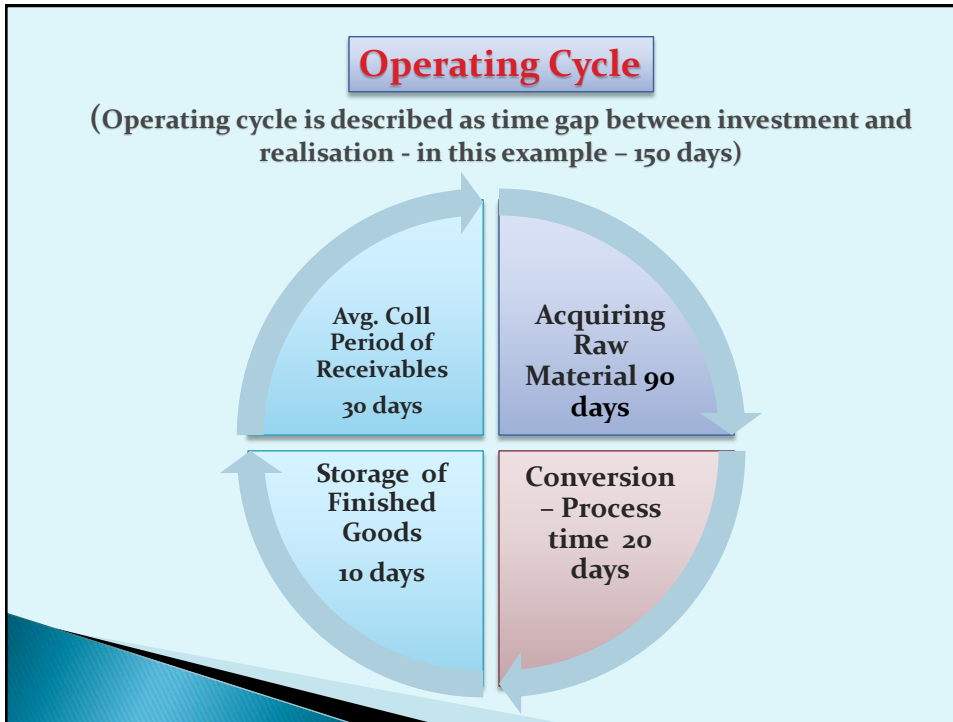 Operating Cycle
(Operating cycle is described as time gap between investment and
realisation - in this example – 150 days)
Avg. Coll
Period of
Receivables
30 days
Acquiring
Raw
Material 90
days
Storage of
Finished
Goods
10 days
Conversion
– Process
time 20
days